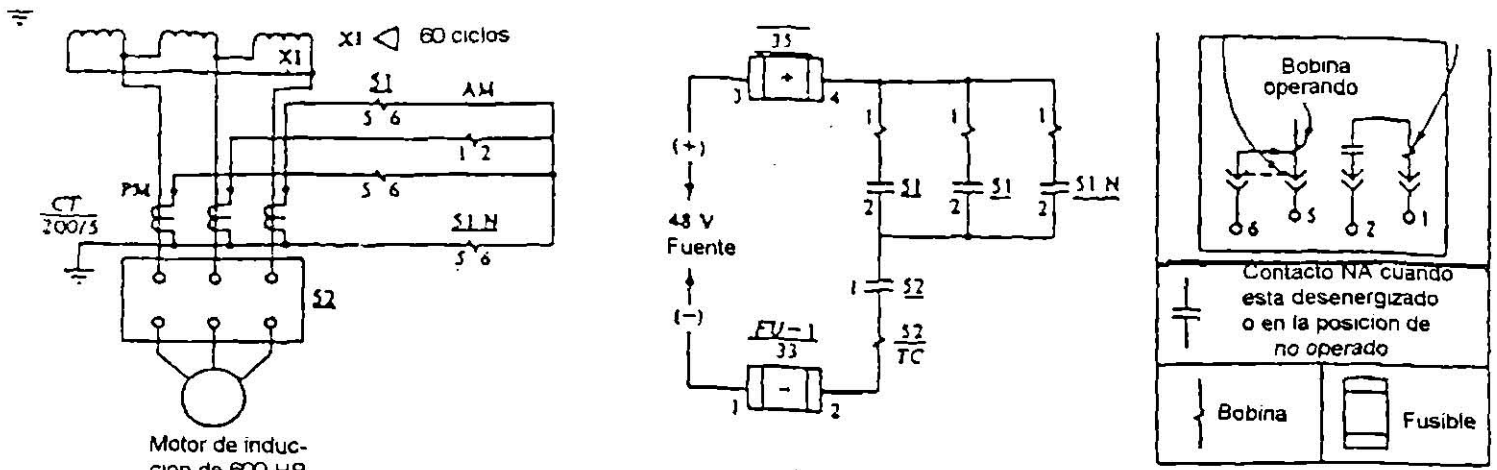 X1 60 ciclos
X1
51
AM
5 6
1 2
5 6
PM
CT
200/5
51 N
5 6
52
Motor de induc-
cion de 600 HP
35
+
3 4
(+)
48 V
Fuente
(-)
1 1 1
51 51 51 N
2 2 2
1 52
52
TC
FU-1
33
-
1 2
Bobina
operando
6 5 2 1
Contacto NA cuando
esta desenergizado
o en la posicion de
no operado
Bobina
Fusible